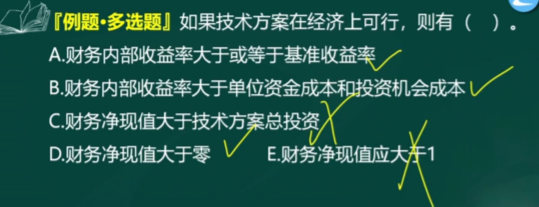 『例题·多选题』如果技术方案在经济上可行，则有（　）。
A.财务内部收益率大于或等于基准收益率
B.财务内部收益率大于单位资金成本和投资机会成本
C.财务净现值大于技术方案总投资
D.财务净现值大于零 E.财务净现值应大于1